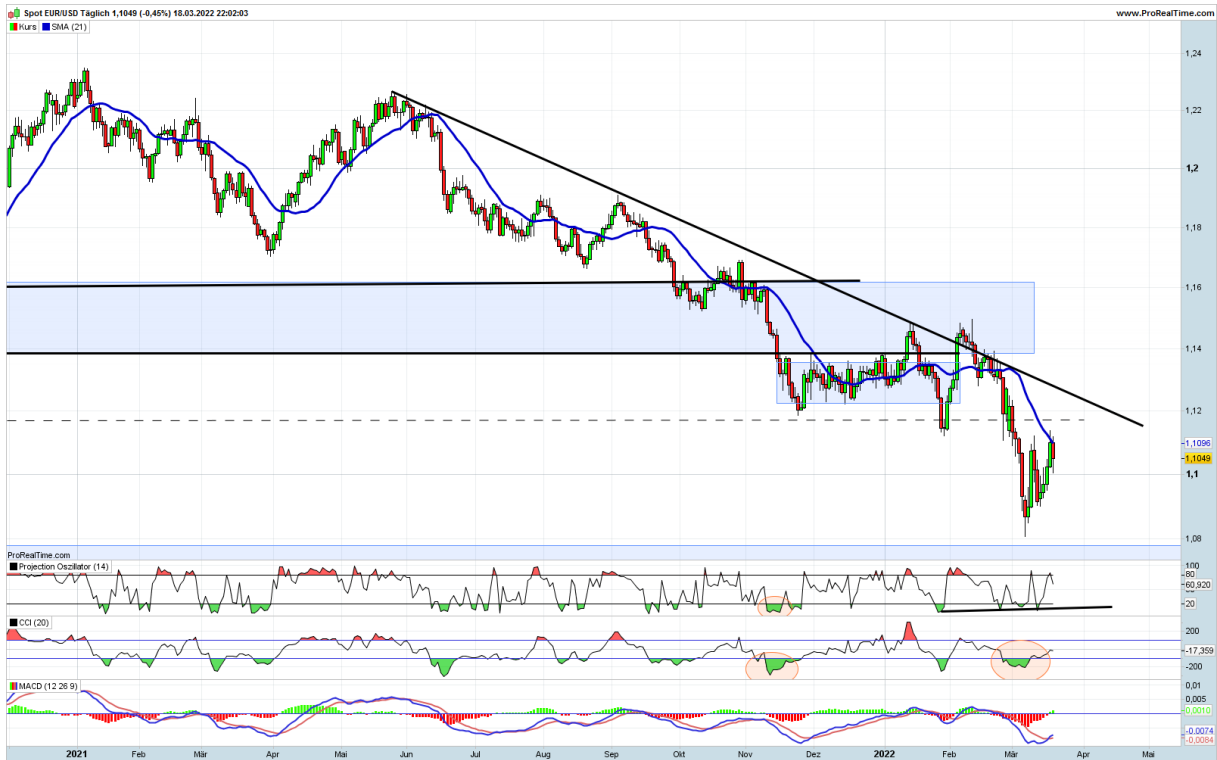 Spot EUR/USD Täglich 1,1049 (-0,45%) 18.03.2022 22:02:03
www.ProRealTime.com
Kurs SMA (21)
1,24
1,22
1,2
1,18
1,16
1,14
1,12
1,1096
1,1049
1,1
1,08
ProRealTime.com
Projection Oszillator (14)
100
80
60,920
20
CCI (20)
200
-17,359
-200
MACD (12 26 9)
0,01
0,005
0,0010
-0,0074
-0,0084
2021 Feb Mär Apr Mai Jun Jul Aug Sep Okt Nov Dez 2022 Feb Mär Apr Mai